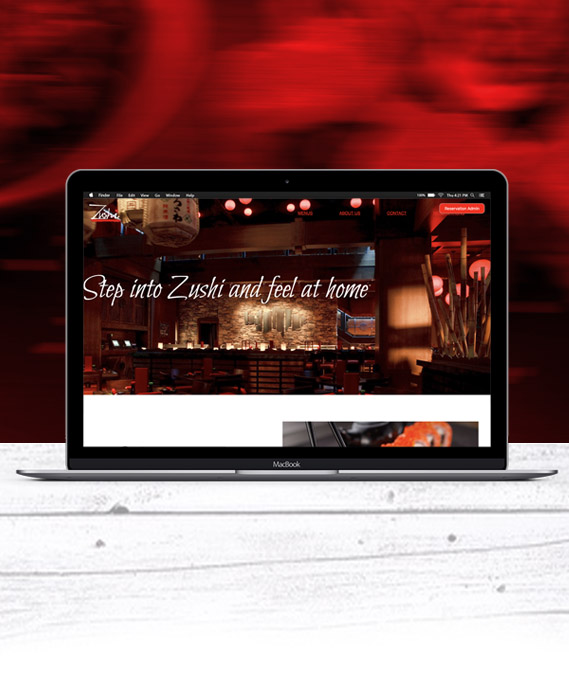 Finder File Edit View Go Window Help
100% Thu 4:21 PM
Zushi
MENUS ABOUT US CONTACT
Reservation Admin
Step into Zushi and feel at home
MacBook